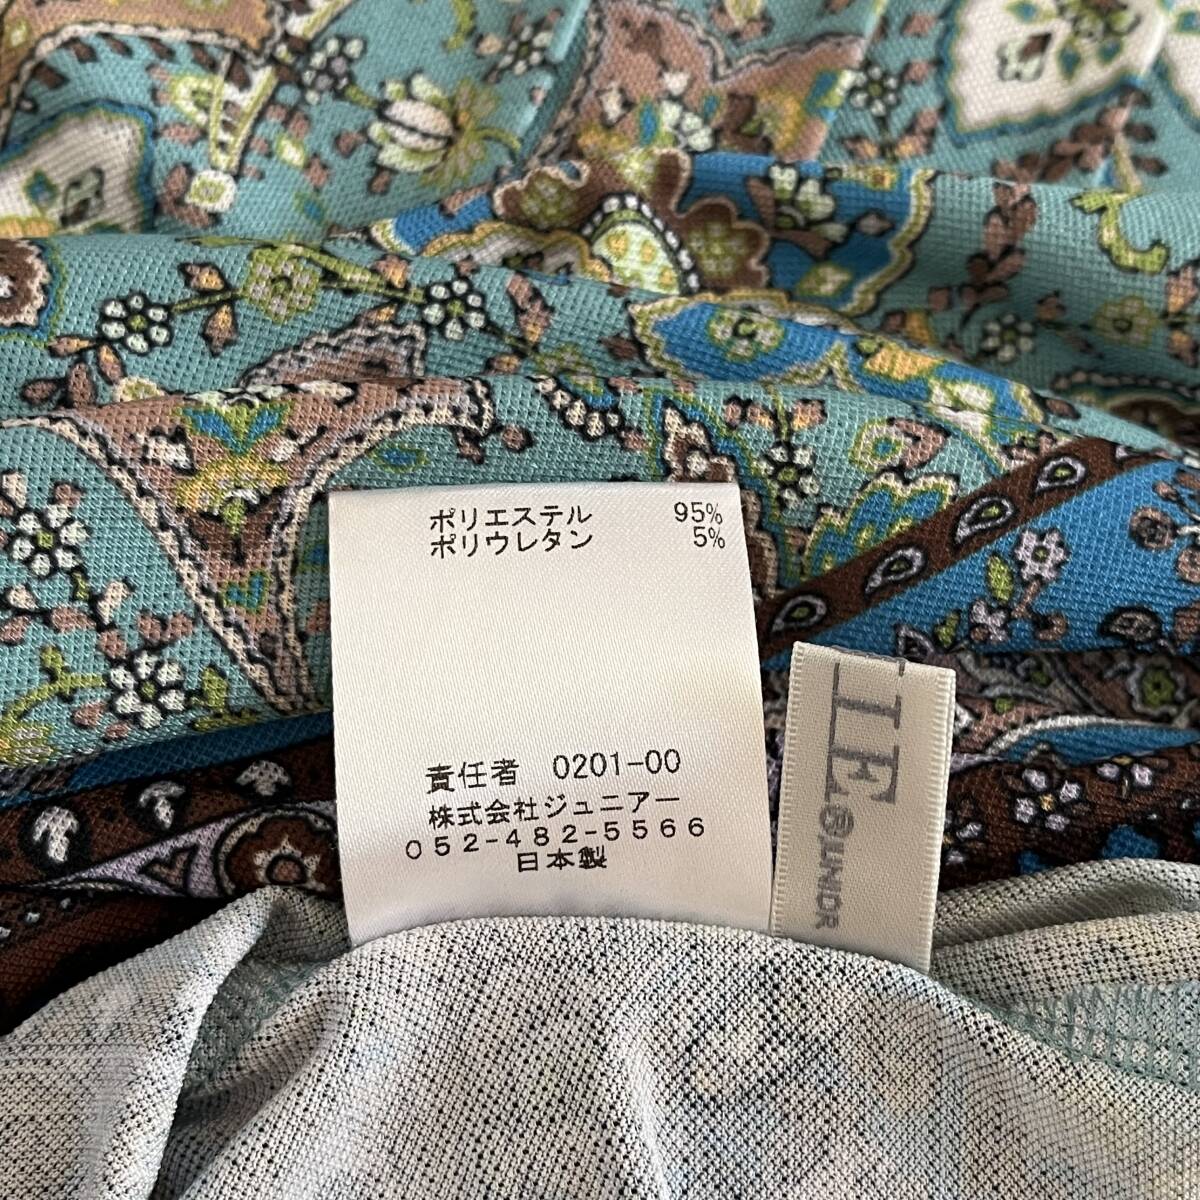 ポリエステル 95%
ポリウレタン 5%
責任者 0201-00
株式会社ジュニアー
052-482-5566
日本製
IE
®JUNIOR